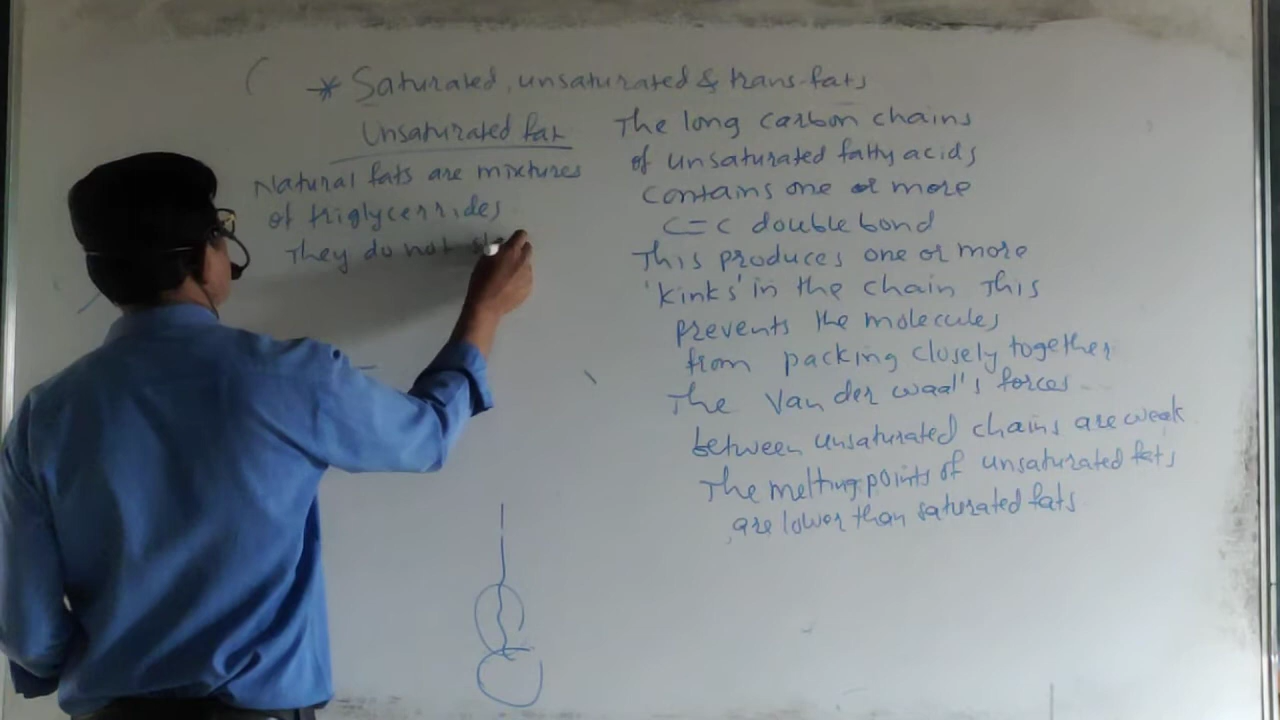 * Saturated, unsaturated & trans fats
Unsaturated fat
Natural fats are mixtures
of triglycerrides
They do not
The long carbon chains
of unsaturated fatty acids
contains one or more
C=C double bond
This produces one or more
'kinks' in the chain This
prevents the molecules
from packing closely together
The Van der waal's forces
between unsaturated chains are weak
The melting points of unsaturated fats
are lower than saturated fats